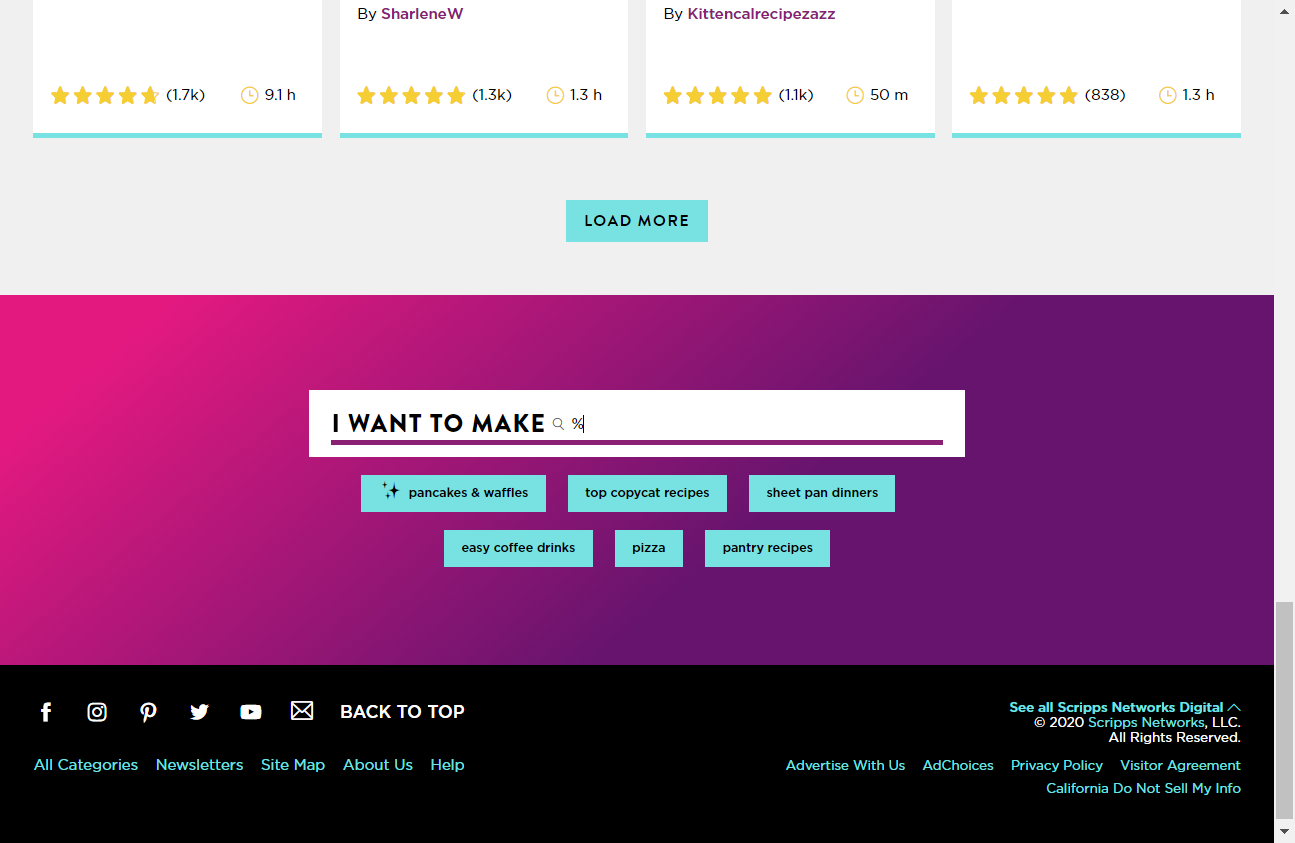 By SharleneW
By Kittencalrecipezazz
(1.7k) 9.1 h
(1.3k) 1.3 h
(1.1k) 50 m
(838) 1.3 h
LOAD MORE
I WANT TO MAKE %
pancakes & waffles
top copycat recipes
sheet pan dinners
easy coffee drinks
pizza
pantry recipes
BACK TO TOP
All Categories Newsletters Site Map About Us Help
See all Scripps Networks Digital
© 2020 Scripps Networks, LLC.
All Rights Reserved.
Advertise With Us AdChoices Privacy Policy Visitor Agreement
California Do Not Sell My Info